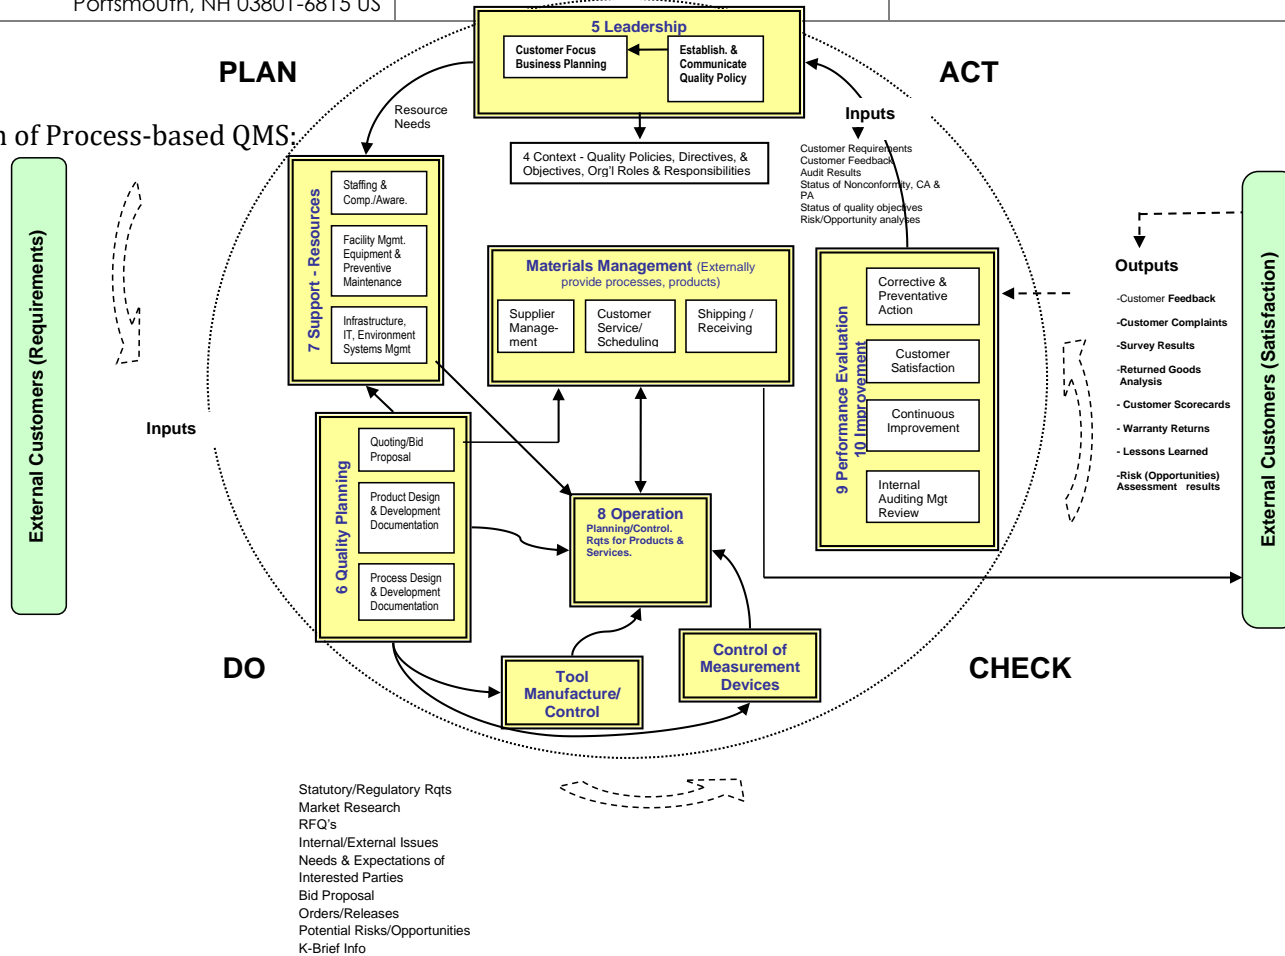 Portsmouth, NH 03801-6815 US
5 Leadership
Customer Focus
Business Planning
Establish. &
Communicate
Quality Policy
PLAN
ACT
Resource
Needs
Inputs
n of Process-based QMS:
4 Context - Quality Policies, Directives, &
Objectives, Org'l Roles & Responsibilities
Customer Requirements
Customer Feedback
Audit Results
Status of Nonconformity, CA &
PA
Status of quality objectives
Risk/Opportunity analyses
External Customers (Requirements)
7 Support - Resources
Staffing &
Comp./Aware.
Facility Mgmt.
Equipment &
Preventive
Maintenance
Infrastructure,
IT, Environment
Systems Mgmt
Materials Management (Externally
provide processes, products)
Supplier
Manage-
ment
Customer
Service/
Scheduling
Shipping /
Receiving
9 Performance Evaluation
10 Improvement
Corrective &
Preventative
Action
Customer
Satisfaction
Continuous
Improvement
Internal
Auditing Mgt
Review
Outputs
-Customer Feedback
-Customer Complaints
-Survey Results
-Returned Goods
Analysis
- Customer Scorecards
- Warranty Returns
- Lessons Learned
-Risk (Opportunities)
Assessment results
External Customers (Satisfaction)
Inputs
6 Quality Planning
Quoting/Bid
Proposal
Product Design
& Development
Documentation
Process Design
& Development
Documentation
8 Operation
Planning/Control.
Rqts for Products &
Services.
DO
CHECK
Tool
Manufacture/
Control
Control of
Measurement
Devices
Statutory/Regulatory Rqts
Market Research
RFQ's
Internal/External Issues
Needs & Expectations of
Interested Parties
Bid Proposal
Orders/Releases
Potential Risks/Opportunities
K-Brief Info